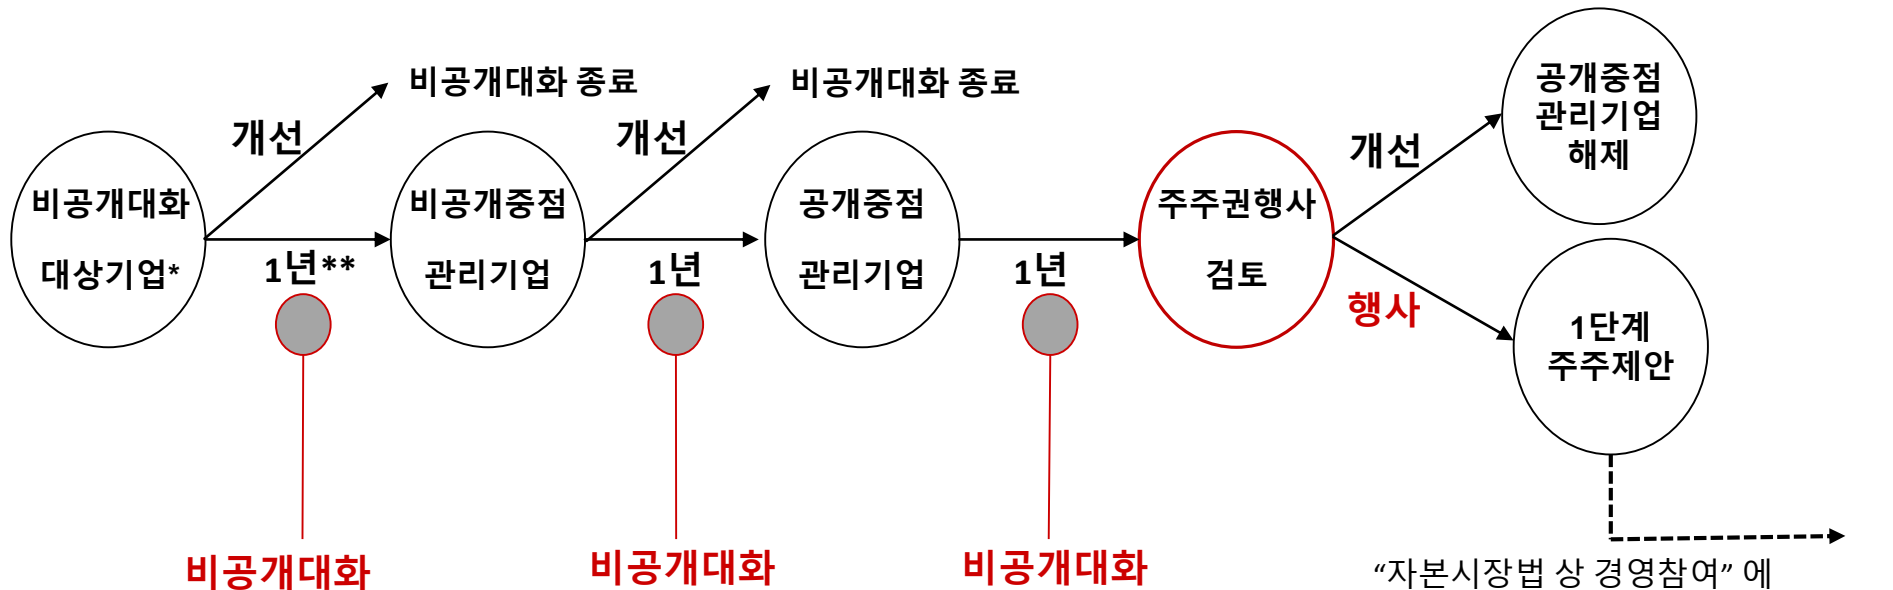 비공개대화 종료
비공개대화 종료
개선
개선
개선
공개중점
관리기업
해제
비공개대화
대상기업*
비공개중점
관리기업
공개중점
관리기업
주주권행사
검토
1년**
1년
1년
행사
1단계
주주제안
비공개대화
비공개대화
비공개대화
“자본시장법 상 경영참여” 에